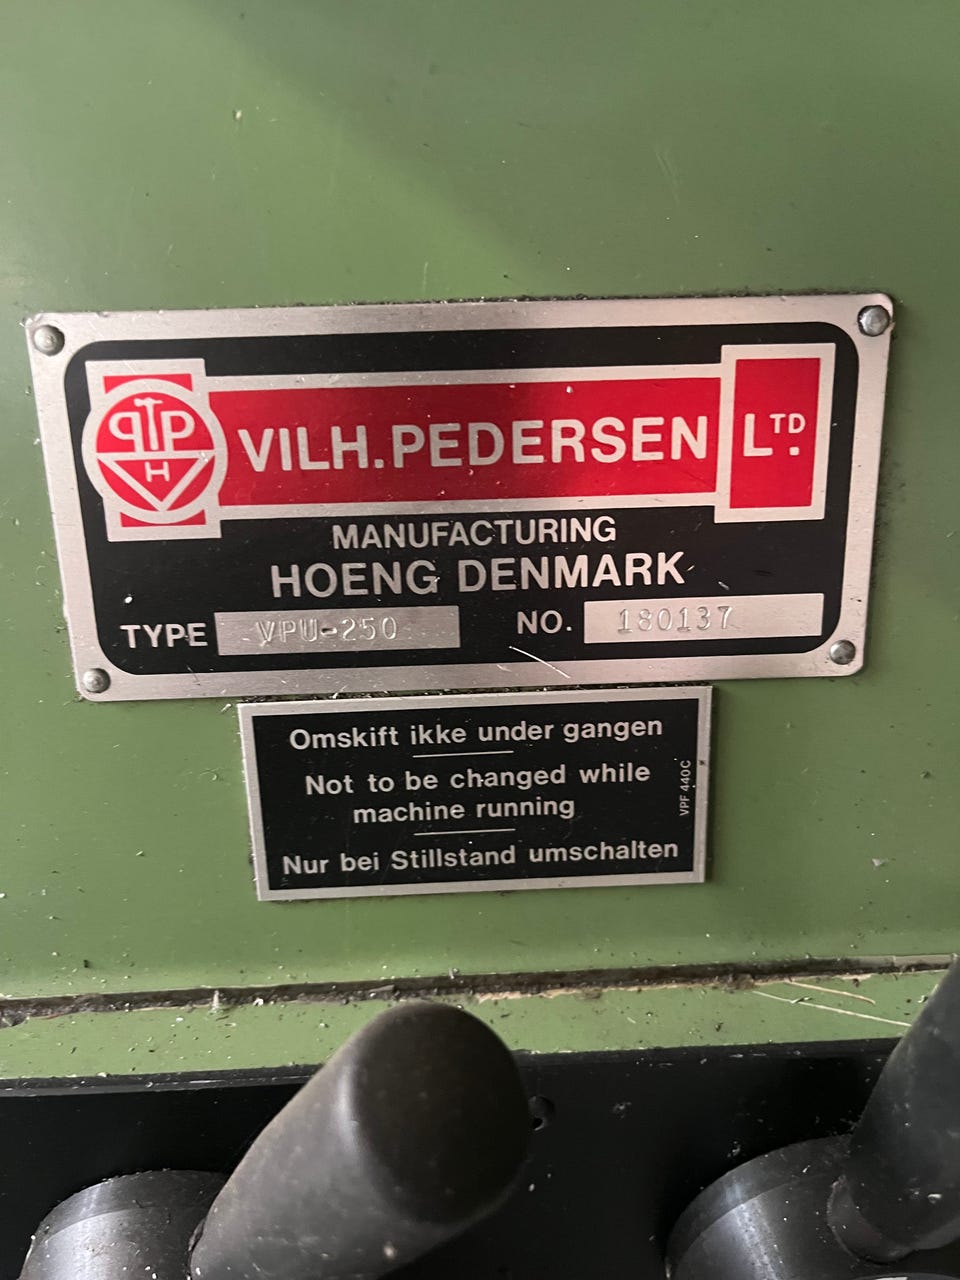 PTP
H
VILH. PEDERSEN LTD.
MANUFACTURING
HOENG DENMARK
TYPE VPU-250 NO. 180137
Omskift ikke under gangen
Not to be changed while
machine running
Nur bei Stillstand umschalten
VPF 440C